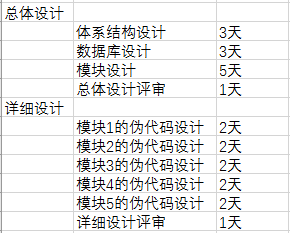 总体设计
体系结构设计 3天
数据库设计 3天
模块设计 5天
总体设计评审 1天
详细设计
模块1的伪代码设计 2天
模块2的伪代码设计 2天
模块3的伪代码设计 2天
模块4的伪代码设计 2天
模块5的伪代码设计 2天
详细设计评审 1天